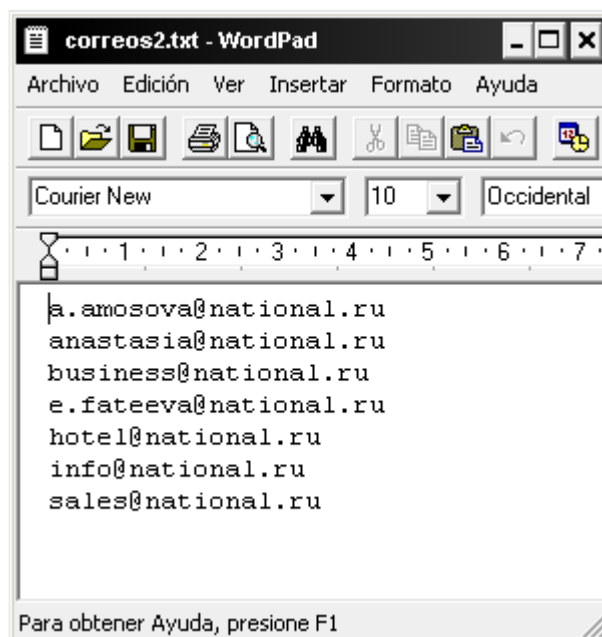 correos2.txt - WordPad
Archivo Edición Ver Insertar Formato Ayuda
Courier New 10 Occidental
1 2 3 4 5 6 7
a.amosova@national.ru
anastasia@national.ru
business@national.ru
e.fateeva@national.ru
hotel@national.ru
info@national.ru
sales@national.ru
Para obtener Ayuda, presione F1